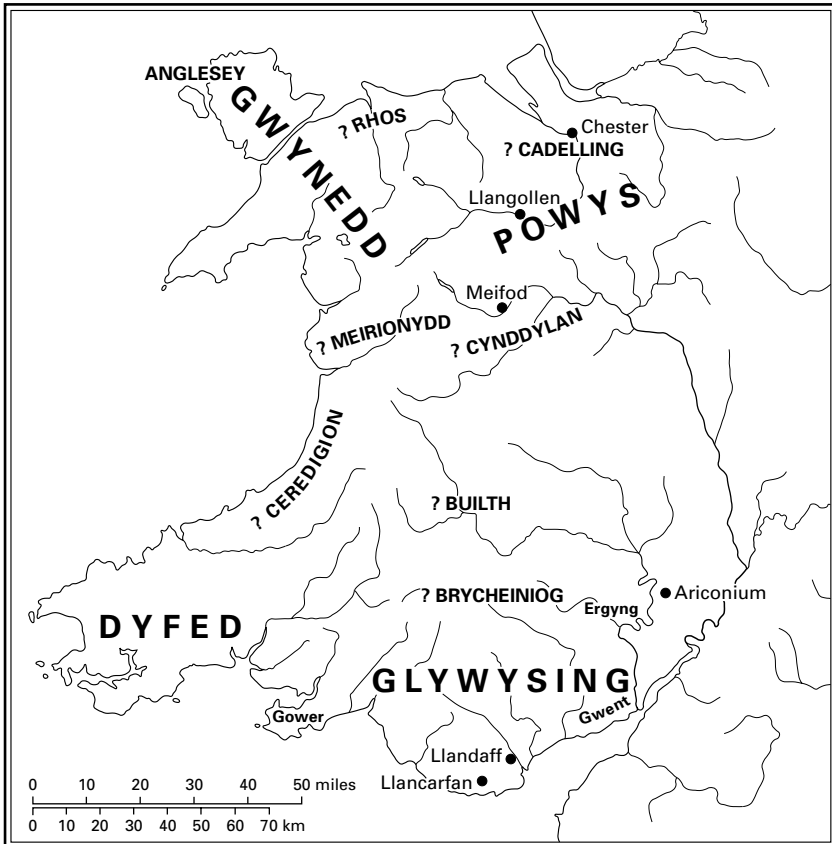 ANGLESEY
GWYNEDD
? RHOS
Chester
? CADELLING
Llangollen
POWYS
Meifod
? MEIRIONYDD
? CYNDDYLAN
? CEREDIGION
? BUILTH
? BRYCHEINIOG
Ariconium
Ergyng
DYFED
GLYWYSING
Gwent
Gower
Llandaff
Llancarfan
0 10 20 30 40 50 miles
0 10 20 30 40 50 60 70 km